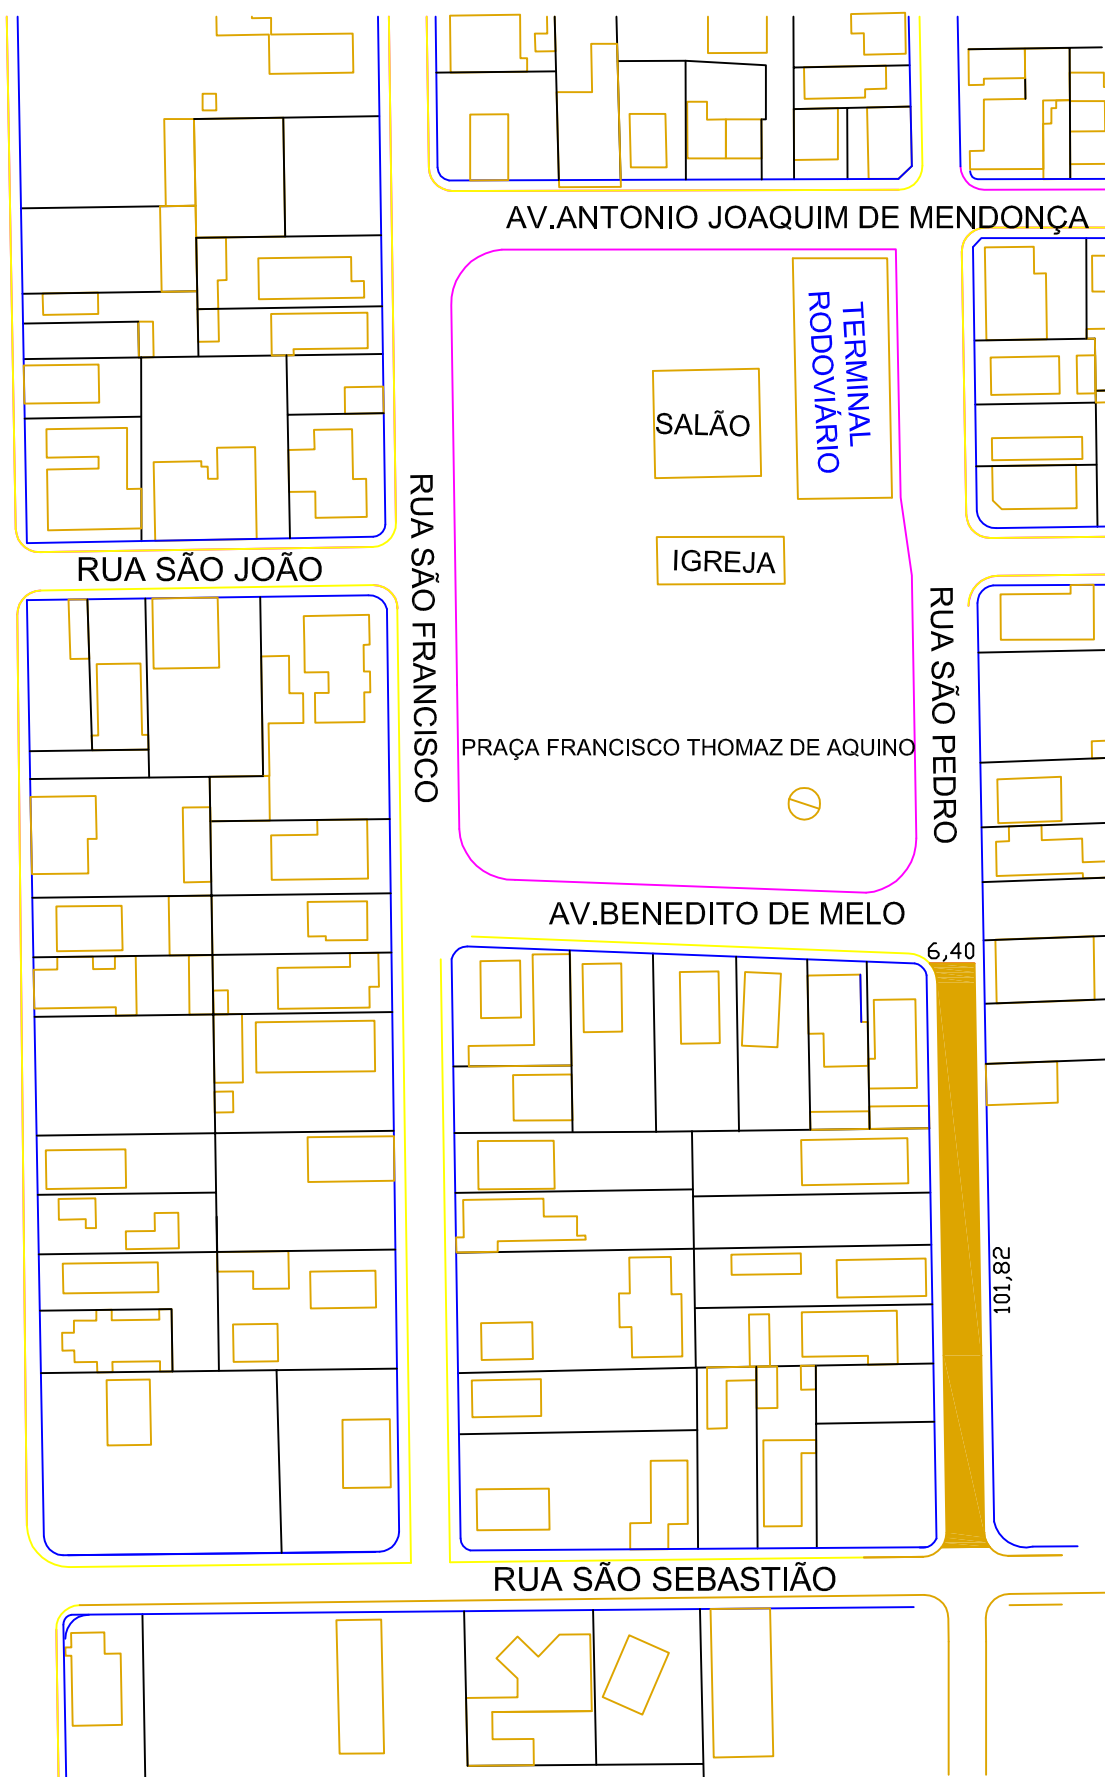 AV.ANTONIO JOAQUIM DE MENDONÇA
TERMINAL
RODOVIÁRIO
SALÃO
IGREJA
RUA SÃO JOÃO
RUA SÃO FRANCISCO
RUA SÃO PEDRO
PRAÇA FRANCISCO THOMAZ DE AQUINO
AV.BENEDITO DE MELO
6,40
101,82
RUA SÃO SEBASTIÃO